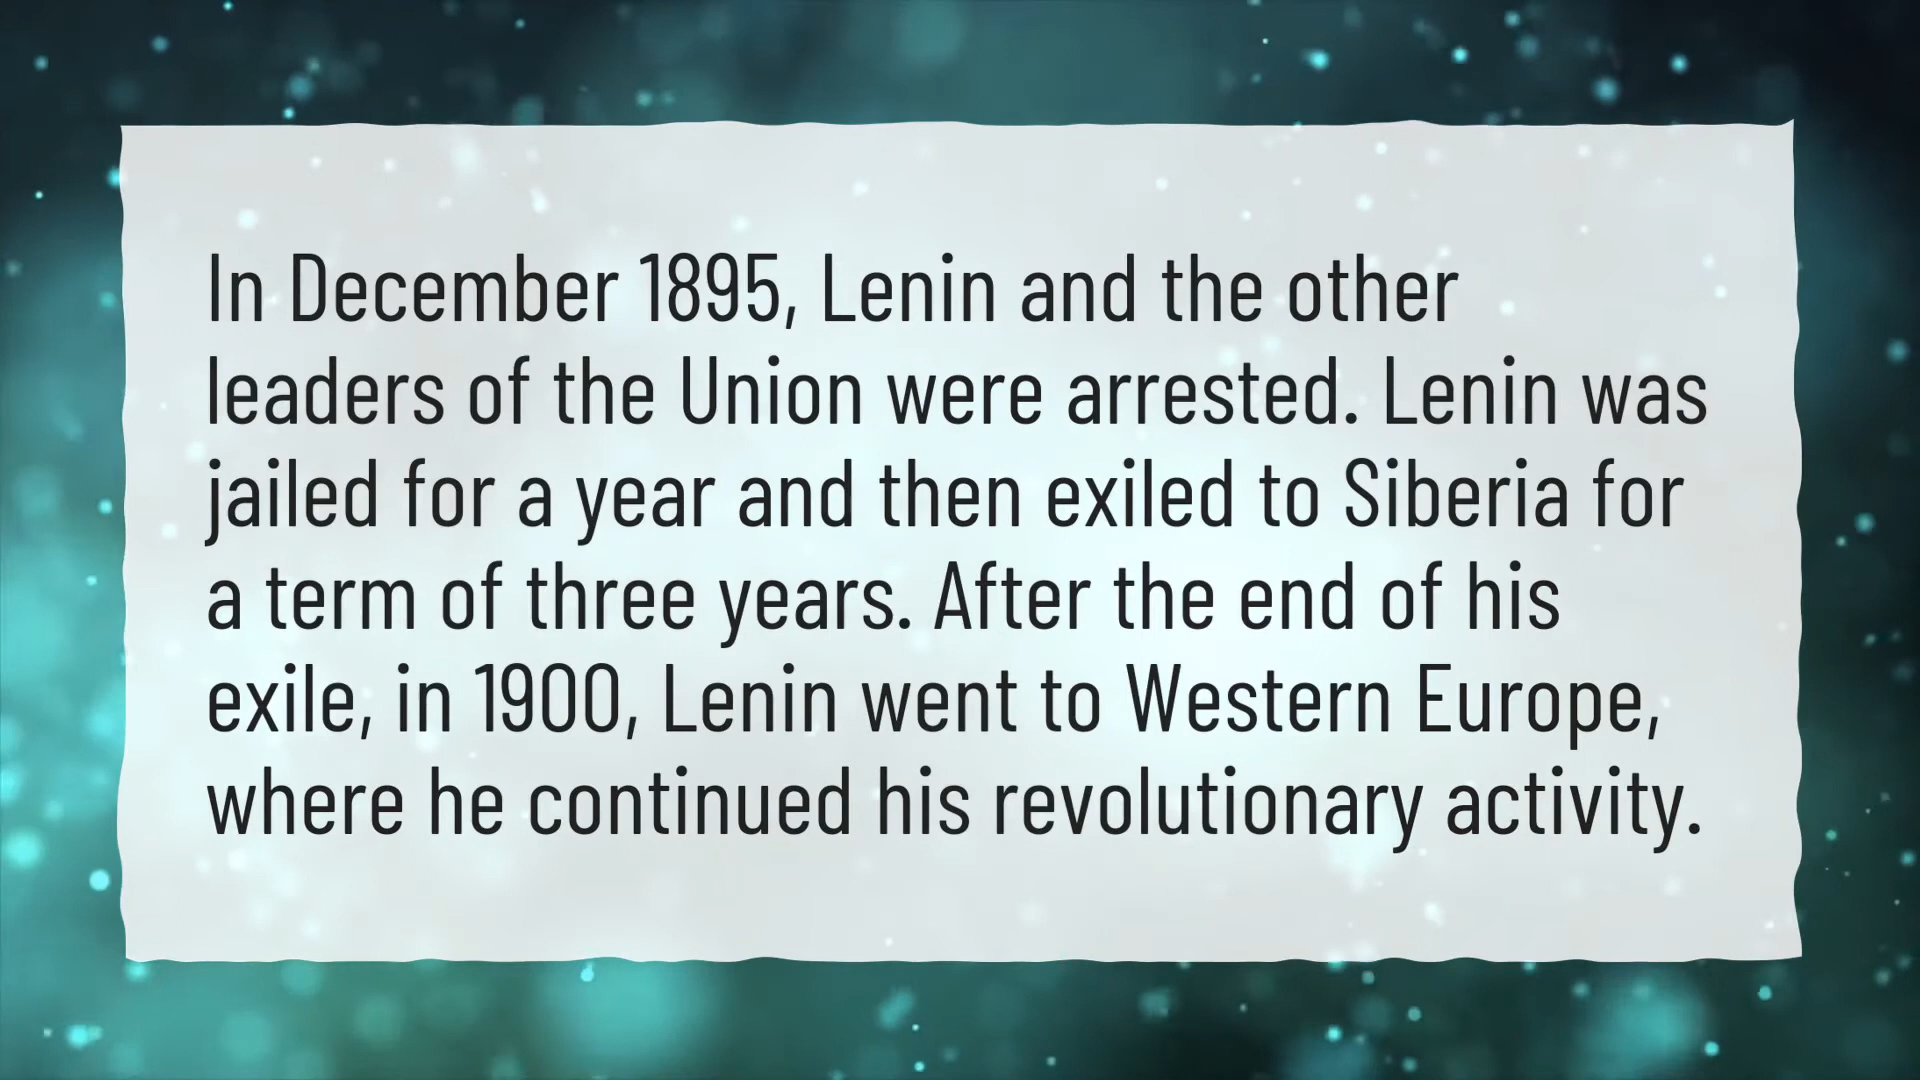 In December 1895, Lenin and the other
leaders of the Union were arrested. Lenin was
jailed for a year and then exiled to Siberia for
a term of three years. After the end of his
exile, in 1900, Lenin went to Western Europe,
where he continued his revolutionary activity.